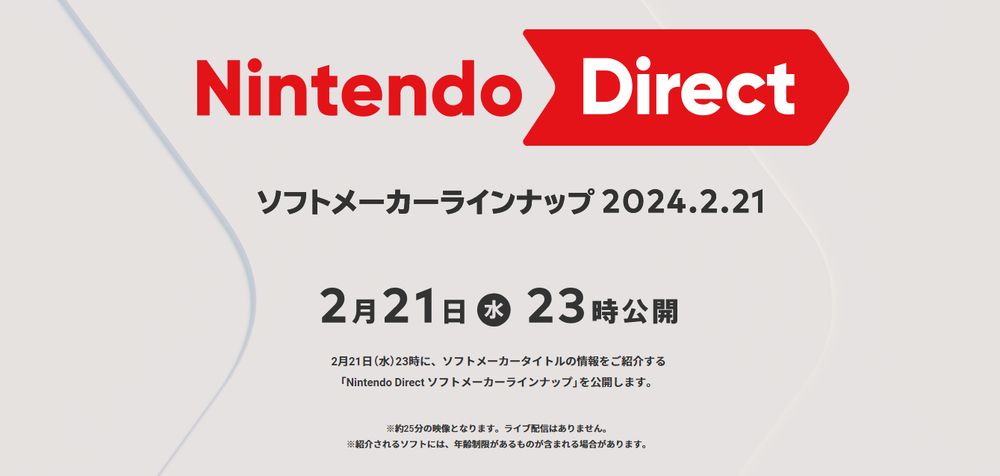 Nintendo Direct
ソフトメーカーラインナップ 2024.2.21
2月21日 水 23時公開
2月21日(水)23時に、ソフトメーカータイトルの情報をご紹介する
「Nintendo Direct ソフトメーカーラインナップ」を公開します。
※約25分の映像となります。ライブ配信はありません。
※紹介されるソフトには、年齢制限があるものが含まれる場合があります。